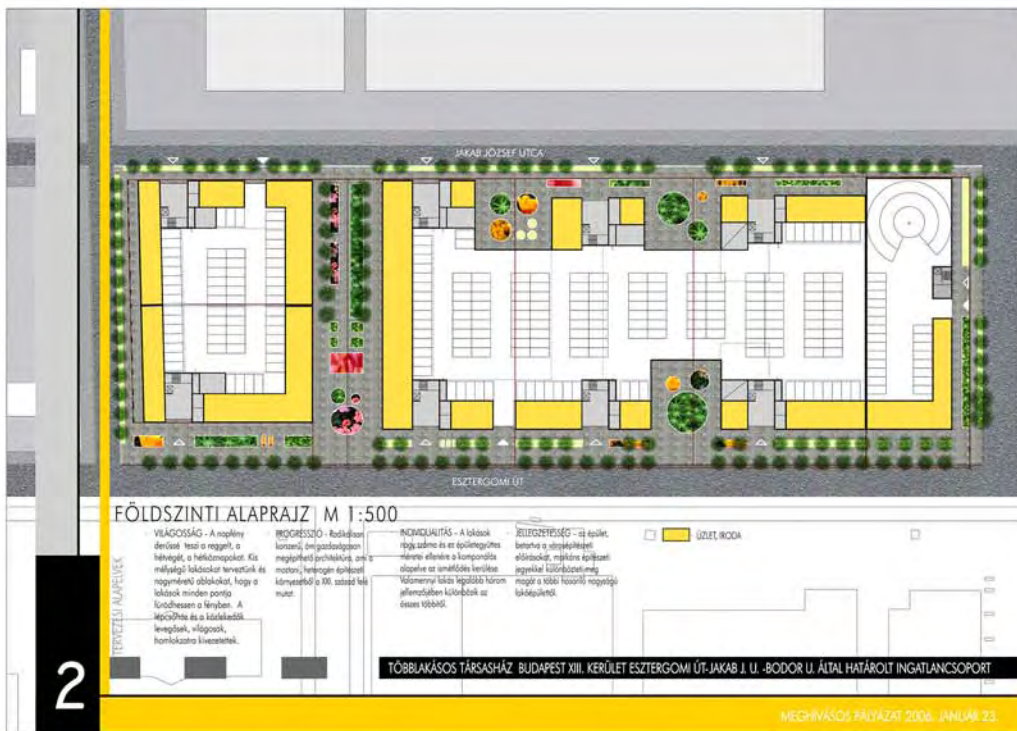 JAKAB JÓZSEF UTCA
ESZTERGOMI ÚT
FÖLDSZINTI ALAPRAJZ M 1:500
TERVEZÉSI ALAPELVEK
VILÁGOSSÁG - A napfény
derűssé teszi a reggelt, a
hétvégét, a hétköznapokat. Kis
mélységű lakásokat terveztünk és
nagyméretű ablakokat, hogy a
lakások minden pontja
fürödhessen a fényben. A
lépcsőház és a közlekedők
levegősek, világosak,
homlokzatra kivezetettek.
PROGRESSZIÓ - Radikálisan
korszerű, ám gazdaságosan
megépíthető architektúra, ami a
mostani, heterogén építészeti
környezetből a XXI. század felé
mutat.
INDIVIDUALITÁS - A lakások
nagy száma és az épületegyüttes
méretei ellenére a kompozíció
alapelve az ismétlődés kerülése.
Valamennyi lakás legalább három
jellemzőjében különbözik az
összes többitől.
JELLEGZETESSÉG - az épület,
betartva a városépítészeti
előírásokat, markáns építészeti
jegyekkel különbözteti meg
magát a többi hasonló nagyságú
lakóépülettől.
ÜZLET, IRODA
2
TÖBBLAKÁSOS TÁRSASHÁZ BUDAPEST XIII. KERÜLET ESZTERGOMI ÚT-JAKAB J. U. -BODOR U. ÁLTAL HATÁROLT INGATLANCSOPORT
MEGHÍVÁSOS PÁLYÁZAT 2006. JANUÁR 23.